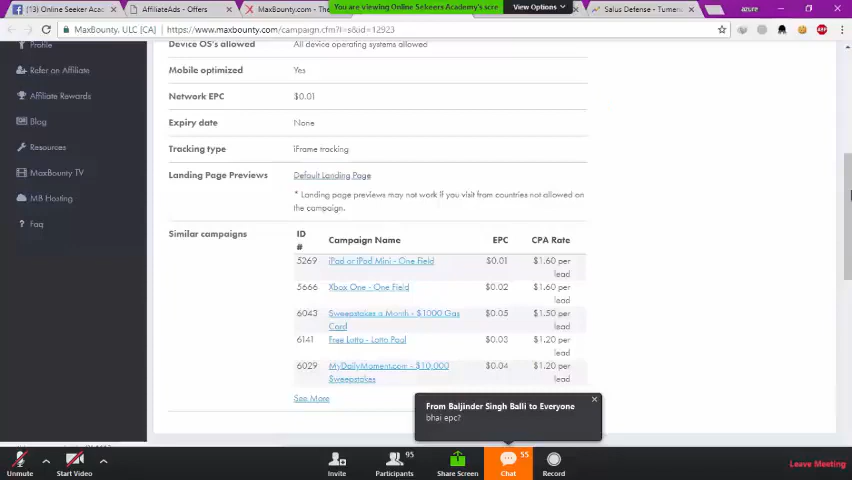 (13) Online Seeker Acad
AffiliateAds - Offers
MaxBounty.com - The
You are viewing Online Sekeers Academy's scre
View Options
Salus Defense - Tumeri
MaxBounty, ULC [CA]
https://www.maxbounty.com/campaign.cfm?l=s&id=12923
Profile
Refer an Affiliate
Affiliate Rewards
Blog
Resources
MaxBounty TV
MB Hosting
Faq
Device OS's allowed
All device operating systems allowed
Mobile optimized
Yes
Network EPC
$0.01
Expiry date
None
Tracking type
iFrame tracking
Landing Page Previews
Default Landing Page
* Landing page previews may not work if you visit from countries not allowed on
the campaign.
Similar campaigns
ID # Campaign Name EPC CPA Rate
5269 iPad or iPad Mini - One Field $0.01 $1.60 per lead
5666 Xbox One - One Field $0.02 $1.60 per lead
6043 Sweepstakes a Month - $1000 Gas Card $0.05 $1.50 per lead
6141 Free Lotto - Lotto Pool $0.03 $1.20 per lead
6029 MyDailyMoment.com - $10,000 Sweepstakes $0.04 $1.20 per lead
See More
From Baljinder Singh Balli to Everyone
bhai epc?
Unmute
Start Video
Invite
95
Participants
Share Screen
55
Chat
Record
Leave Meeting